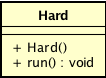 Hard
+ Hard()
+ run() : void